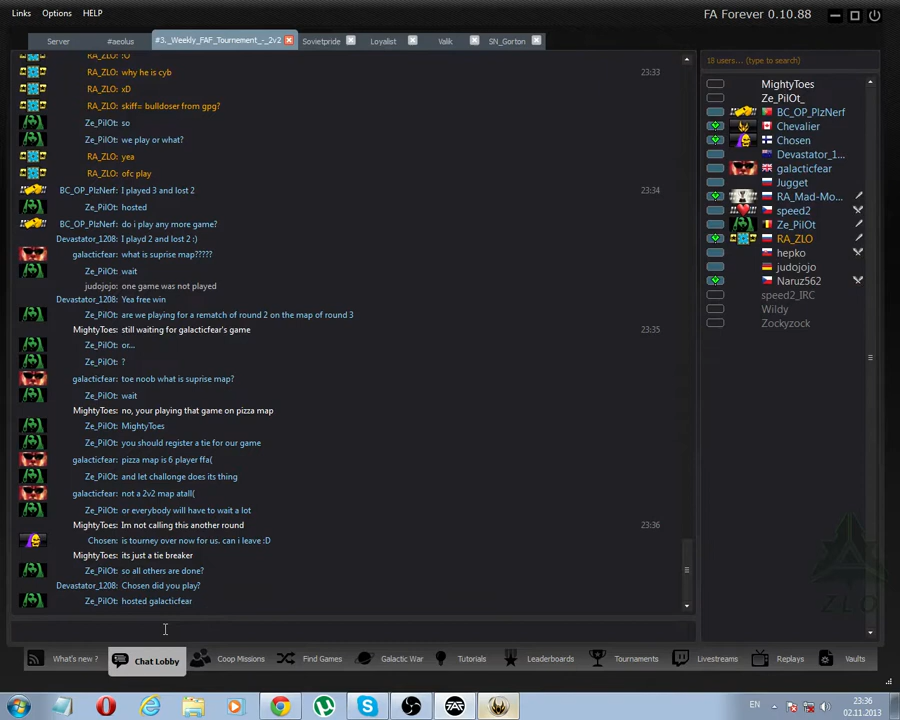 Links Options HELP FA Forever 0.10.88
Server #aeolus #3._Weekly_FAF_Tournement_-_2v2 Sovietpride Loyalist Valik SN_Gorton
RA_ZLO: :O
RA_ZLO: why he is cyb 23:33
RA_ZLO: xD
RA_ZLO: skiff= bulldoser from gpg?
Ze_PilOt: so
Ze_PilOt: we play or what?
RA_ZLO: yea
RA_ZLO: ofc play
BC_OP_PlzNerf: I played 3 and lost 2 23:34
Ze_PilOt: hosted
BC_OP_PlzNerf: do i play any more game?
Devastator_1208: I playd 2 and lost 2 :)
galacticfear: what is suprise map?????
Ze_PilOt: wait
judojojo: one game was not played
Devastator_1208: Yea free win
Ze_PilOt: are we playing for a rematch of round 2 on the map of round 3
MightyToes: still waiting for galacticfear's game 23:35
Ze_PilOt: or...
Ze_PilOt: ?
galacticfear: toe noob what is suprise map?
Ze_PilOt: wait
MightyToes: no, your playing that game on pizza map
Ze_PilOt: MightyToes
Ze_PilOt: you should register a tie for our game
galacticfear: pizza map is 6 player ffa(
Ze_PilOt: and let challonge does its thing
galacticfear: not a 2v2 map atall(
Ze_PilOt: or everybody will have to wait a lot
MightyToes: Im not calling this another round 23:36
Chosen: is tourney over now for us. can i leave :D
MightyToes: its just a tie breaker
Ze_PilOt: so all others are done?
Devastator_1208: Chosen did you play?
Ze_PilOt: hosted galacticfear
18 users... (type to search)
MightyToes
Ze_PilOt_
BC_OP_PlzNerf
Chevalier
Chosen
Devastator_1...
galacticfear
Jugget
RA_Mad-Mo...
speed2
Ze_PilOt
RA_ZLO
hepko
judojojo
Naruz562
speed2_IRC
Wildy
Zockyzock
ZLO
What's new ? Chat Lobby Coop Missions Find Games Galactic War Tutorials Leaderboards Tournaments Livestreams Replays Vaults
EN 23:36
02.11.2013